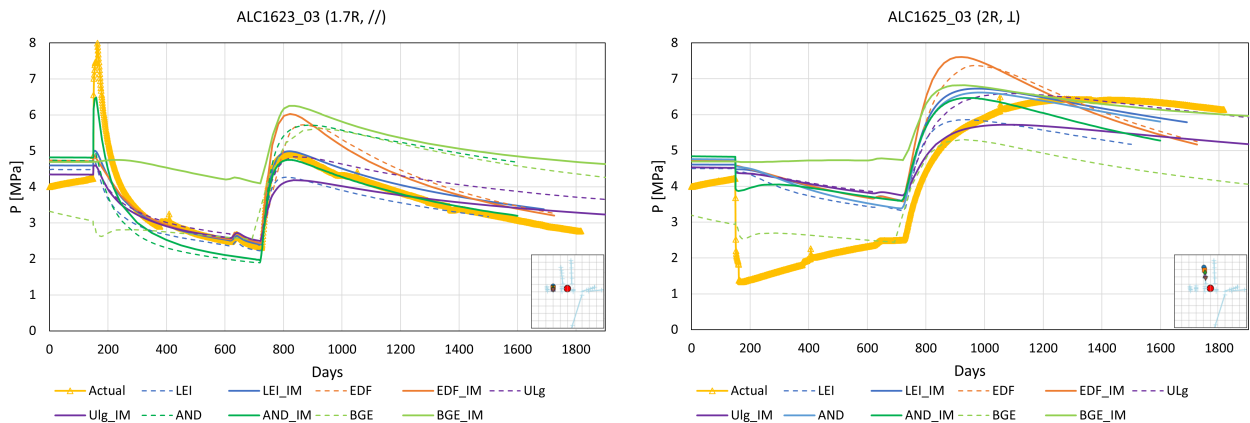 ALC1623_03 (1.7R, //)
8
7
6
5
4
3
2
1
0
P [MPa]
0 200 400 600 800 1000 1200 1400 1600 1800
Days
Actual LEI LEI_IM EDF EDF_IM ULg
Ulg_IM AND AND_IM BGE BGE_IM
ALC1625_03 (2R, ⊥)
8
7
6
5
4
3
2
1
0
P [MPa]
0 200 400 600 800 1000 1200 1400 1600 1800
Days
Actual LEI LEI_IM EDF EDF_IM ULg
Ulg_IM AND AND_IM BGE BGE_IM